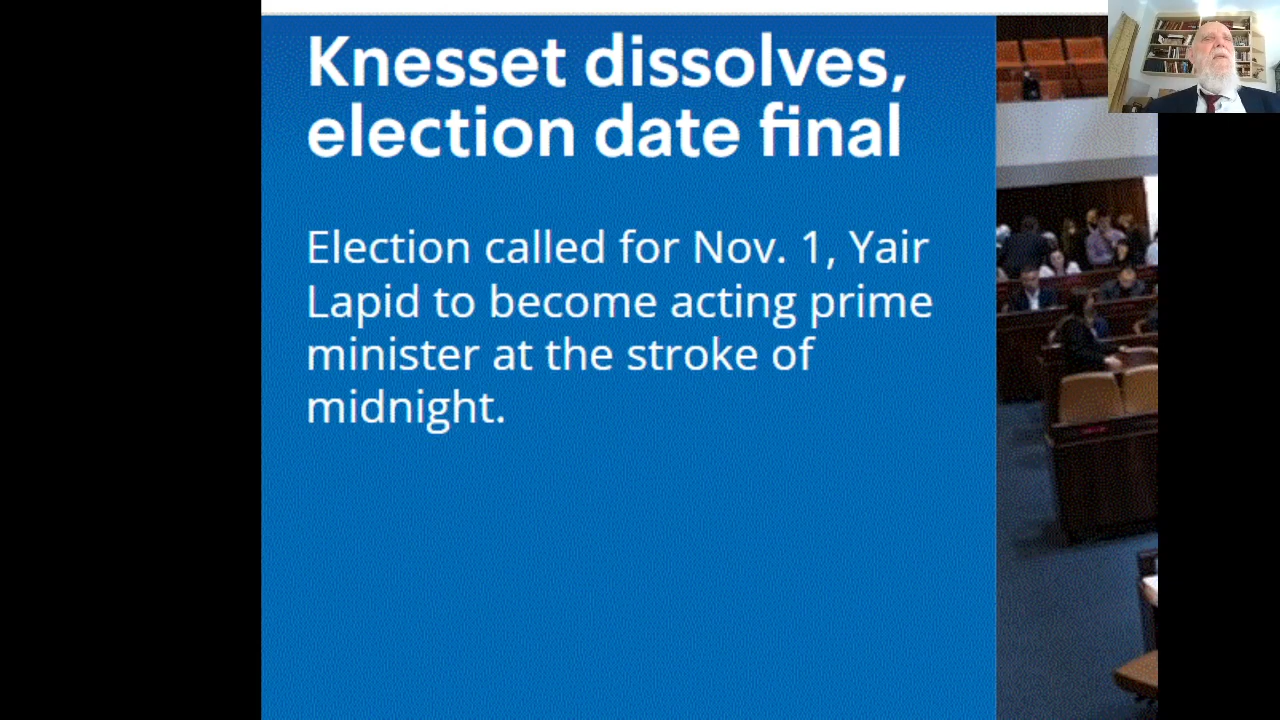 Knesset dissolves,
election date final
Election called for Nov. 1, Yair
Lapid to become acting prime
minister at the stroke of
midnight.